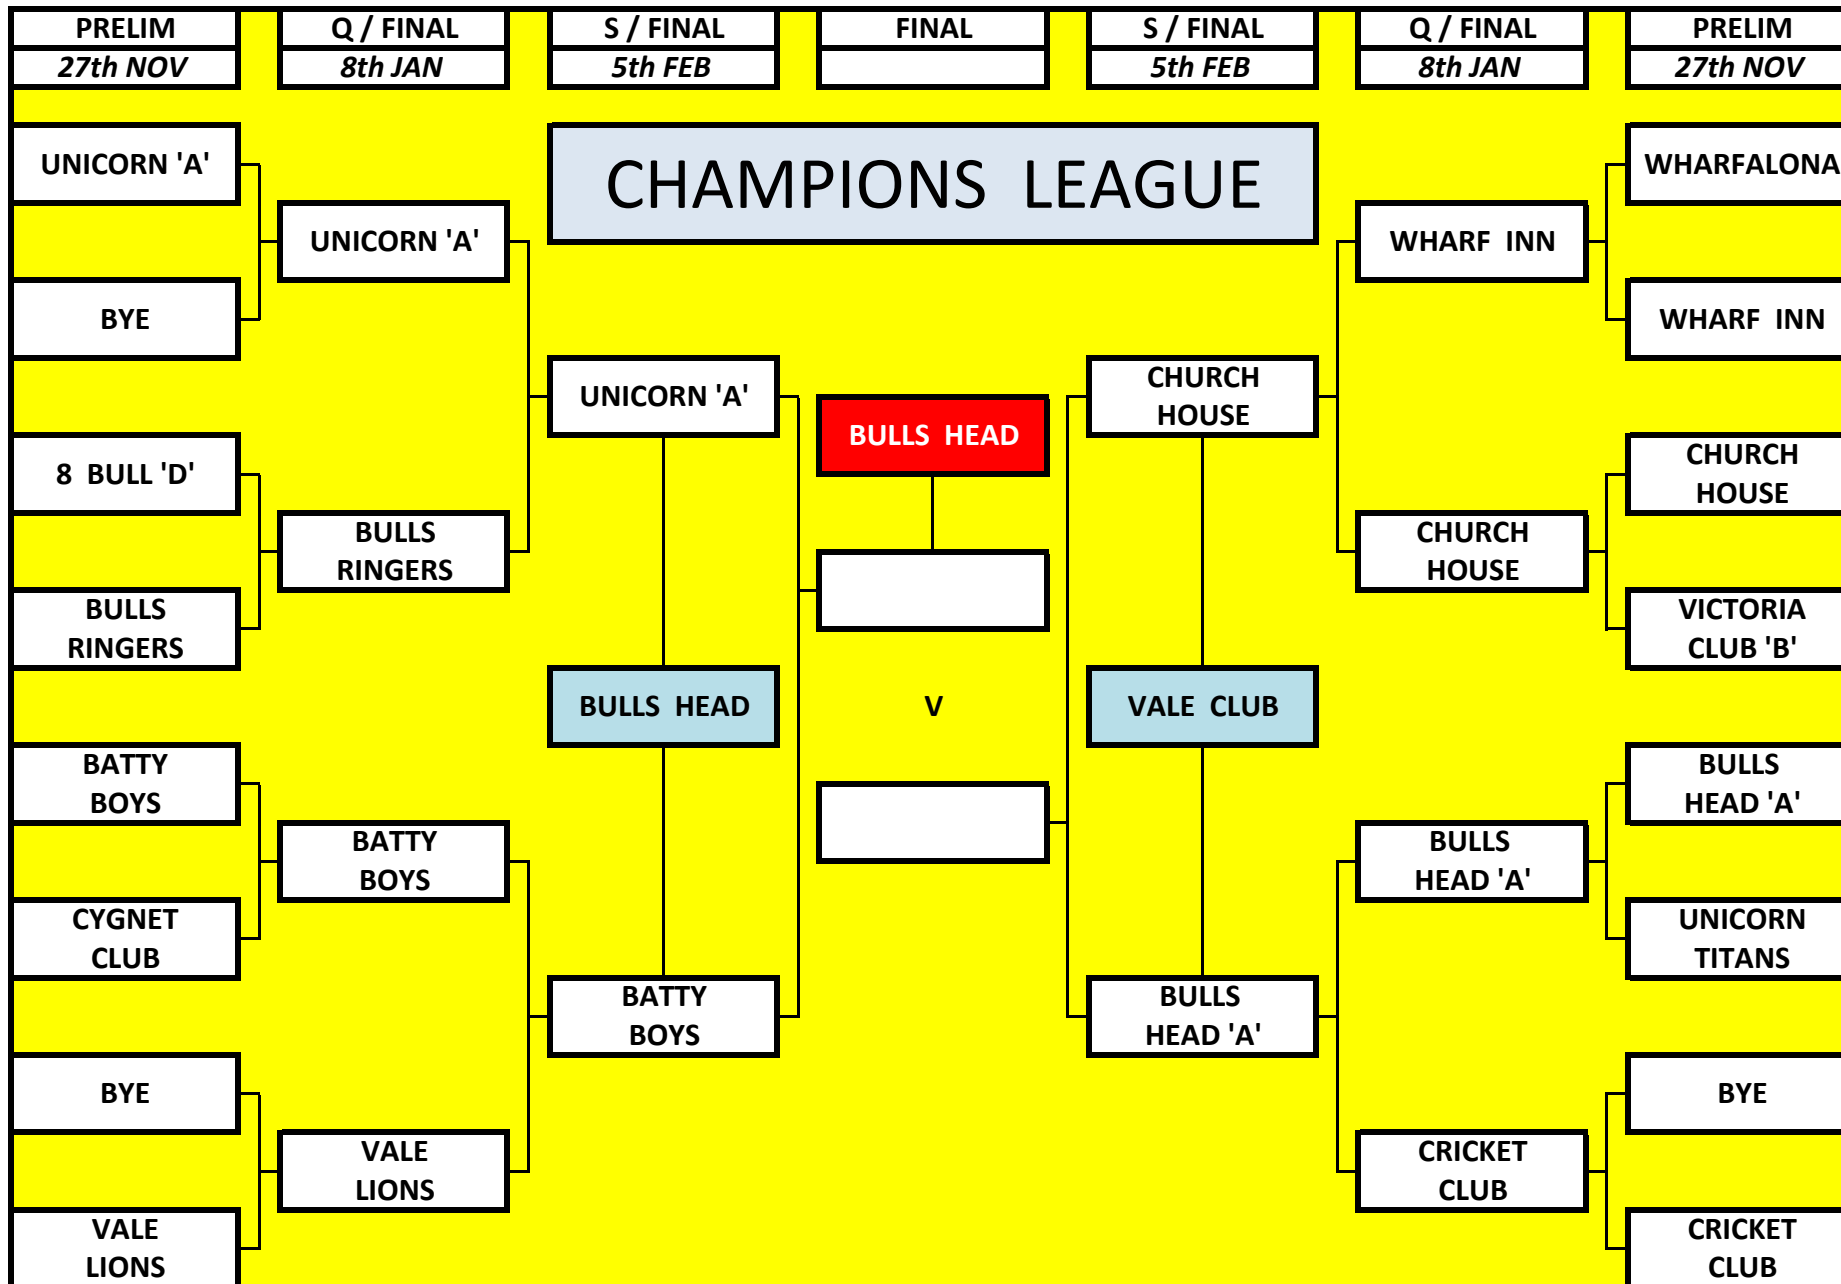 PRELIM
Q / FINAL
S / FINAL
FINAL
S / FINAL
Q / FINAL
PRELIM
27th NOV
8th JAN
5th FEB
5th FEB
8th JAN
27th NOV
CHAMPIONS LEAGUE
UNICORN 'A'
BYE
8 BULL 'D'
BULLS
RINGERS
BATTY
BOYS
CYGNET
CLUB
BYE
VALE
LIONS
UNICORN 'A'
BULLS
RINGERS
BATTY
BOYS
VALE
LIONS
UNICORN 'A'
BULLS HEAD
BATTY
BOYS
BULLS HEAD
V
CHURCH
HOUSE
VALE CLUB
BULLS
HEAD 'A'
WHARF INN
CHURCH
HOUSE
BULLS
HEAD 'A'
CRICKET
CLUB
WHARFALONA
WHARF INN
CHURCH
HOUSE
VICTORIA
CLUB 'B'
BULLS
HEAD 'A'
UNICORN
TITANS
BYE
CRICKET
CLUB